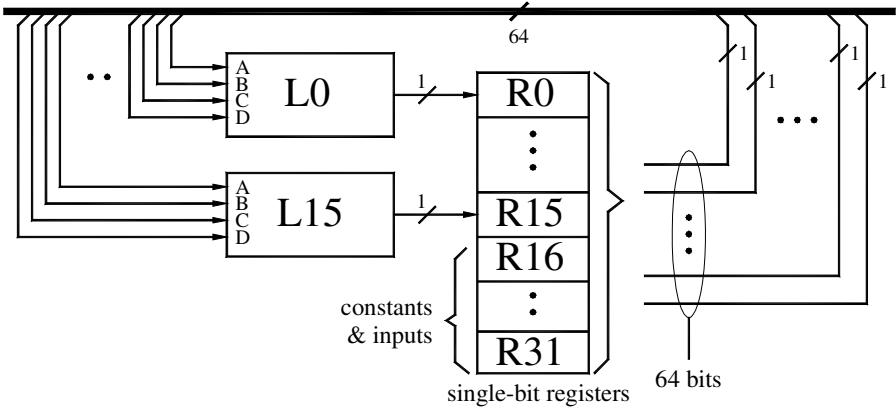 64
A
B
C
D
L0
1
R0
1
1
1
1
A
B
C
D
L15
1
R15
R16
constants
& inputs
R31
single-bit registers
64 bits